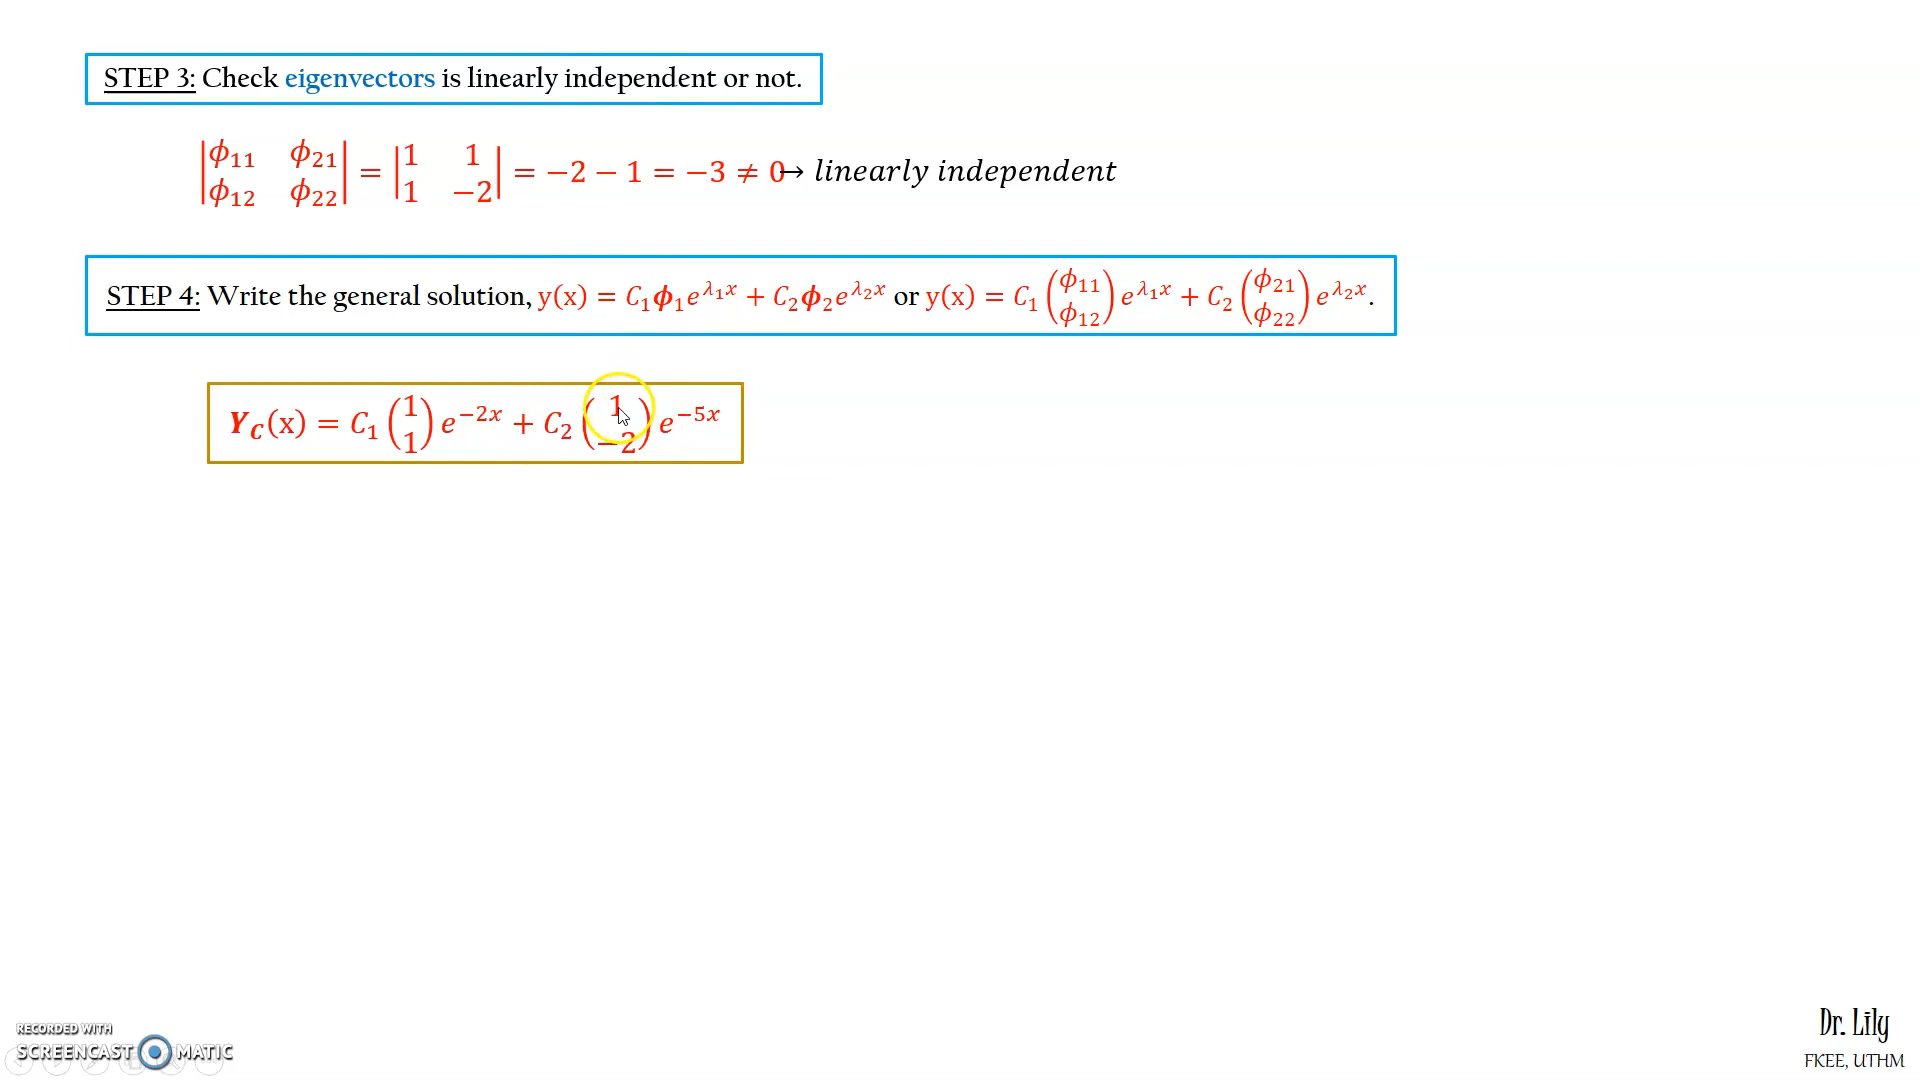 STEP 3: Check eigenvectors is linearly independent or not.
|ϕ₁₁ ϕ₂₁; ϕ₁₂ ϕ₂₂| = |1 1; 1 −2| = −2 − 1 = −3 ≠ 0 → linearly independent
STEP 4: Write the general solution, y(x) = C₁ϕ₁e^{λ₁x} + C₂ϕ₂e^{λ₂x} or y(x) = C₁(ϕ₁₁; ϕ₁₂)e^{λ₁x} + C₂(ϕ₂₁; ϕ₂₂)e^{λ₂x}.
Y_C(x) = C₁(1; 1)e^{−2x} + C₂(1; −2)e^{−5x}
Dr. Lily
FKEE, UTHM
RECORDED WITH
SCREENCAST MATIC